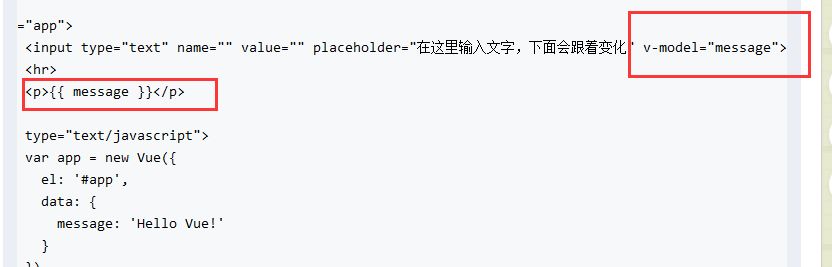 ="app">
<input type="text" name="" value="" placeholder="在这里输入文字，下面会跟着变化" v-model="message">
<hr>
<p>{{ message }}</p>
type="text/javascript">
var app = new Vue({
el: '#app',
data: {
message: 'Hello Vue!'
}
})